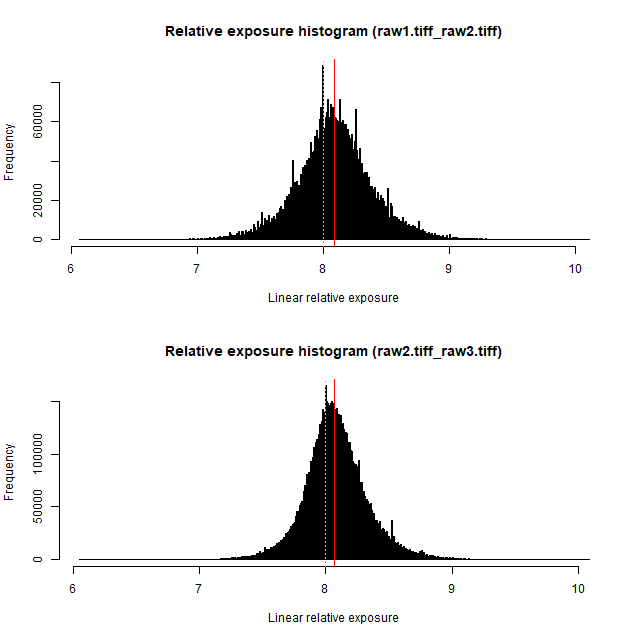 Relative exposure histogram (raw1.tiff_raw2.tiff)
Frequency
60000
20000
0
6 7 8 9 10
Linear relative exposure
Relative exposure histogram (raw2.tiff_raw3.tiff)
Frequency
100000
50000
0
6 7 8 9 10
Linear relative exposure